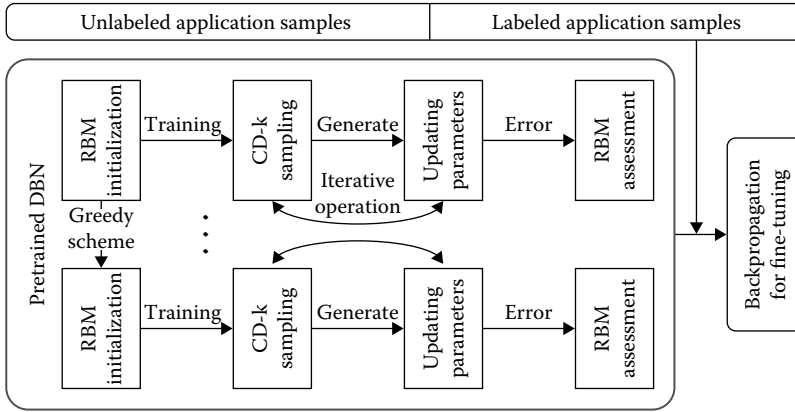 Unlabeled application samples
Labeled application samples
Pretrained DBN
RBM
initialization
Training
CD-k
sampling
Generate
Updating
parameters
Error
RBM
assessment
Iterative
operation
Greedy
scheme
RBM
initialization
Training
CD-k
sampling
Generate
Updating
parameters
Error
RBM
assessment
Backpropagation
for fine-tuning